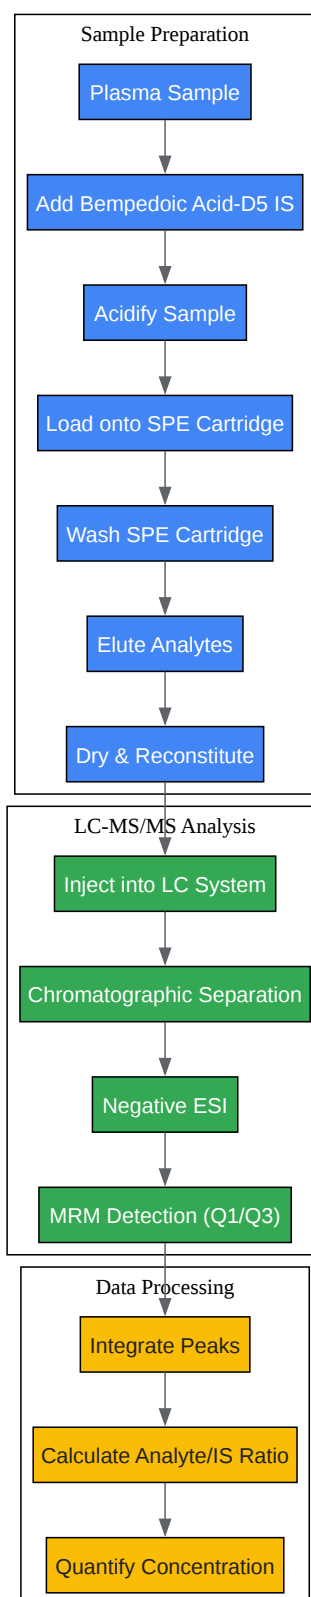 Sample Preparation
Plasma Sample
Add Bempedoic Acid-D5 IS
Acidify Sample
Load onto SPE Cartridge
Wash SPE Cartridge
Elute Analytes
Dry & Reconstitute
LC-MS/MS Analysis
Inject into LC System
Chromatographic Separation
Negative ESI
MRM Detection (Q1/Q3)
Data Processing
Integrate Peaks
Calculate Analyte/IS Ratio
Quantify Concentration